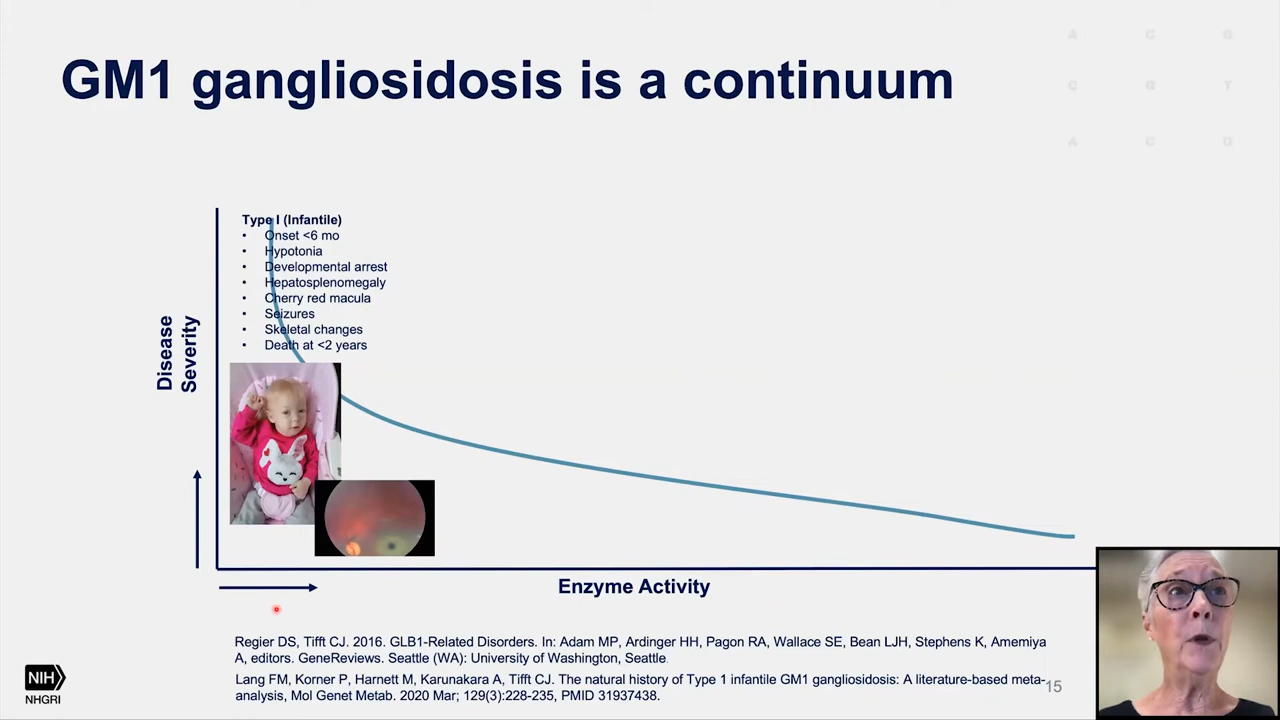 GM1 gangliosidosis is a continuum
A C G
C G T
A C G
Type I (Infantile)
• Onset <6 mo
• Hypotonia
• Developmental arrest
• Hepatosplenomegaly
• Cherry red macula
• Seizures
• Skeletal changes
• Death at <2 years
Disease
Severity
Enzyme Activity
Regier DS, Tifft CJ. 2016. GLB1-Related Disorders. In: Adam MP, Ardinger HH, Pagon RA, Wallace SE, Bean LJH, Stephens K, Amemiya
A, editors. GeneReviews. Seattle (WA): University of Washington, Seattle.
Lang FM, Korner P, Harnett M, Karunakara A, Tifft CJ. The natural history of Type 1 infantile GM1 gangliosidosis: A literature-based meta-
analysis, Mol Genet Metab. 2020 Mar; 129(3):228-235, PMID 31937438.
15
NIH
NHGRI